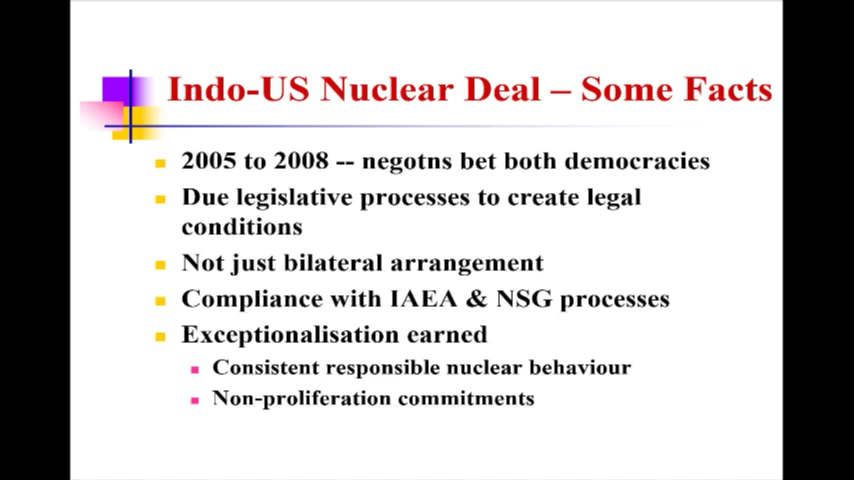 Indo-US Nuclear Deal – Some Facts
2005 to 2008 -- negotns bet both democracies
Due legislative processes to create legal
conditions
Not just bilateral arrangement
Compliance with IAEA & NSG processes
Exceptionalisation earned
Consistent responsible nuclear behaviour
Non-proliferation commitments